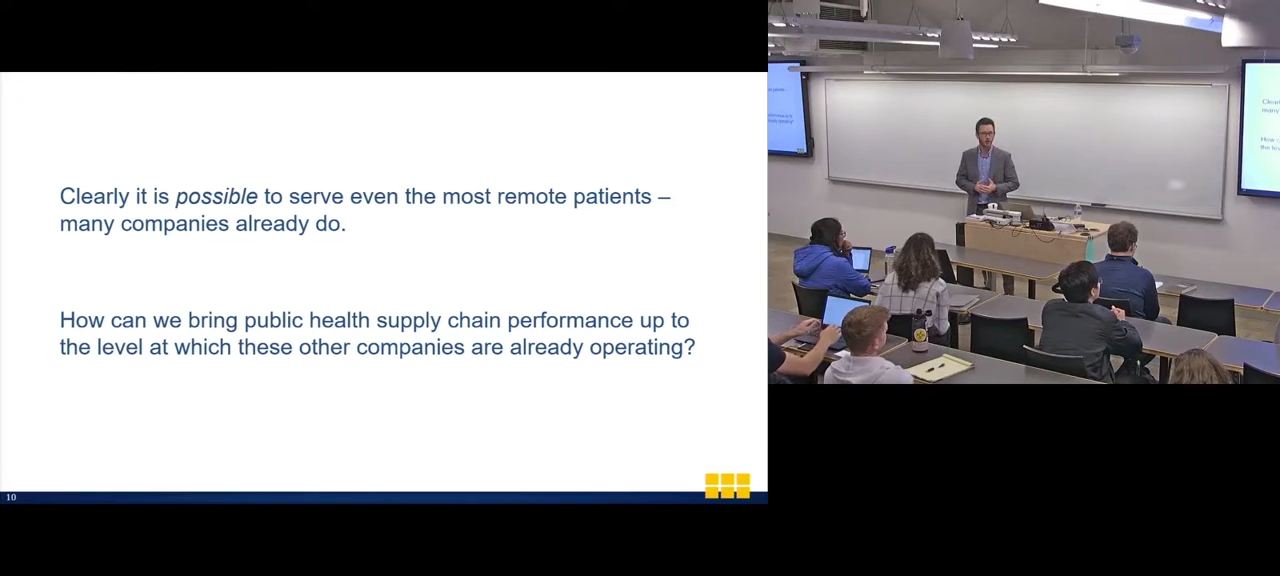 Clearly it is possible to serve even the most remote patients –
many companies already do.
How can we bring public health supply chain performance up to
the level at which these other companies are already operating?
10